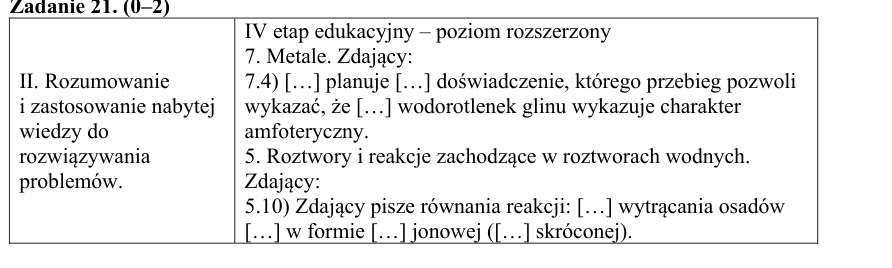 Zadanie 21. (0–2)
II. Rozumowanie
i zastosowanie nabytej
wiedzy do
rozwiązywania
problemów.
IV etap edukacyjny – poziom rozszerzony
7. Metale. Zdający:
7.4) […] planuje […] doświadczenie, którego przebieg pozwoli
wykazać, że […] wodorotlenek glinu wykazuje charakter
amfoteryczny.
5. Roztwory i reakcje zachodzące w roztworach wodnych.
Zdający:
5.10) Zdający pisze równania reakcji: […] wytrącania osadów
[…] w formie […] jonowej ([…] skróconej).